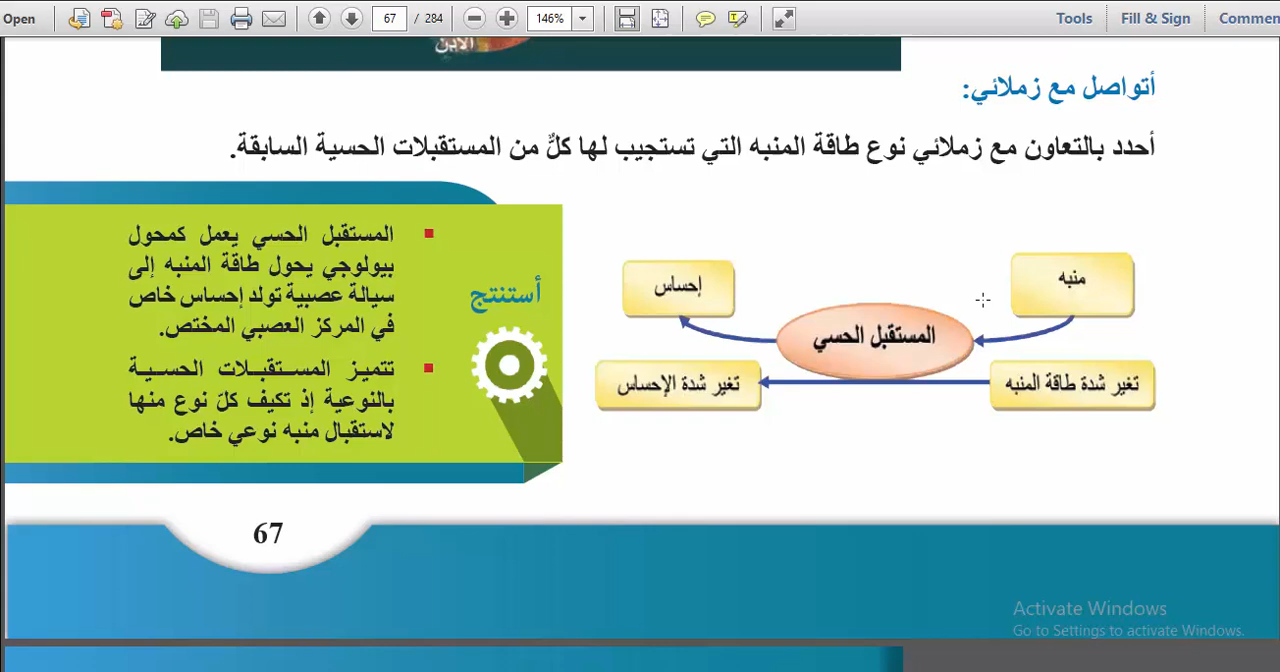 Open
67
/ 284
146%
Tools
Fill & Sign
Commen
الأذن
أتواصل مع زملائي:
أحدد بالتعاون مع زملائي نوع طاقة المنبه التي تستجيب لها كلٌّ من المستقبلات الحسية السابقة.
منبه
المستقبل الحسي
إحساس
تغير شدة طاقة المنبه
تغير شدة الإحساس
أستنتج
المستقبل الحسي يعمل كمحول
بيولوجي يحول طاقة المنبه إلى
سيالة عصبية تولد إحساس خاص
في المركز العصبي المختص.
تتميز المستقبلات الحسية
بالنوعية إذ تكيف كلّ نوع منها
لاستقبال منبه نوعي خاص.
67
Activate Windows
Go to Settings to activate Windows.